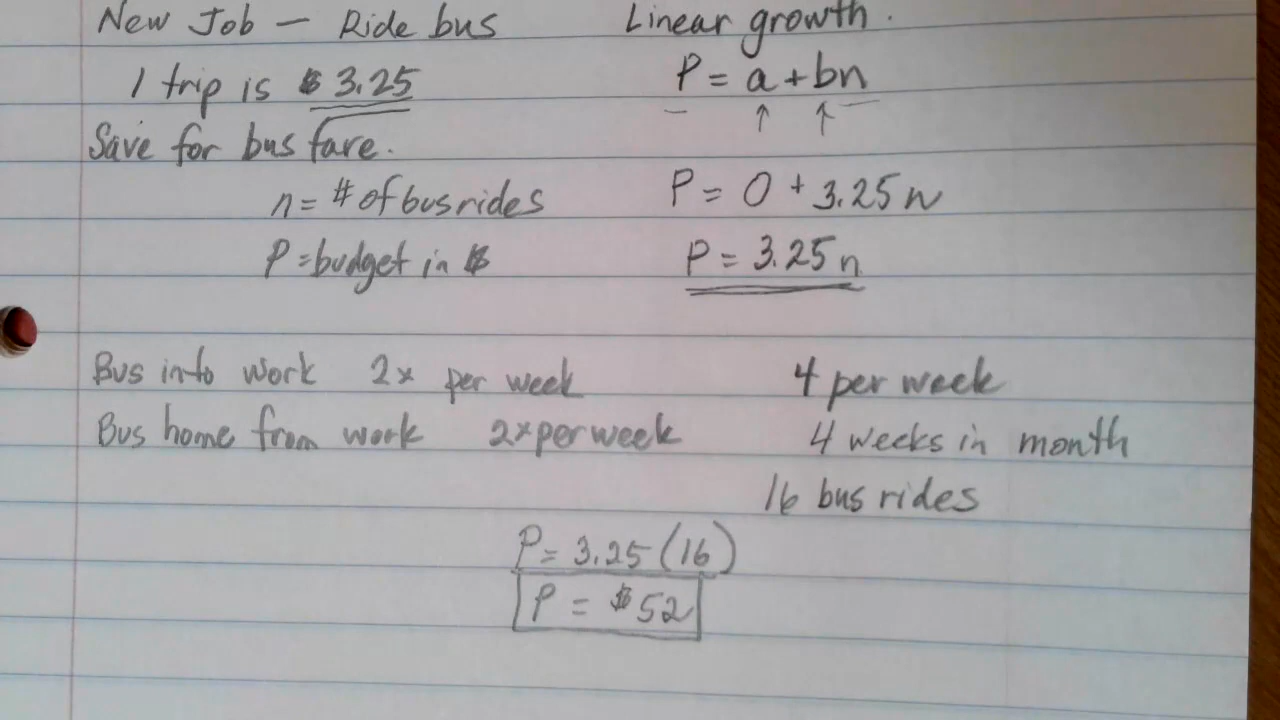 New Job — Ride bus
Linear growth.
1 trip is $ 3.25
P = a + bn
↑ ↑
Save for bus fare.
n = # of bus rides
P = 0 + 3.25 n
P = budget in $
P = 3.25 n
Bus into work 2x per week
4 per week
Bus home from work 2x per week
4 weeks in month
16 bus rides
P = 3.25 (16)
P = $52